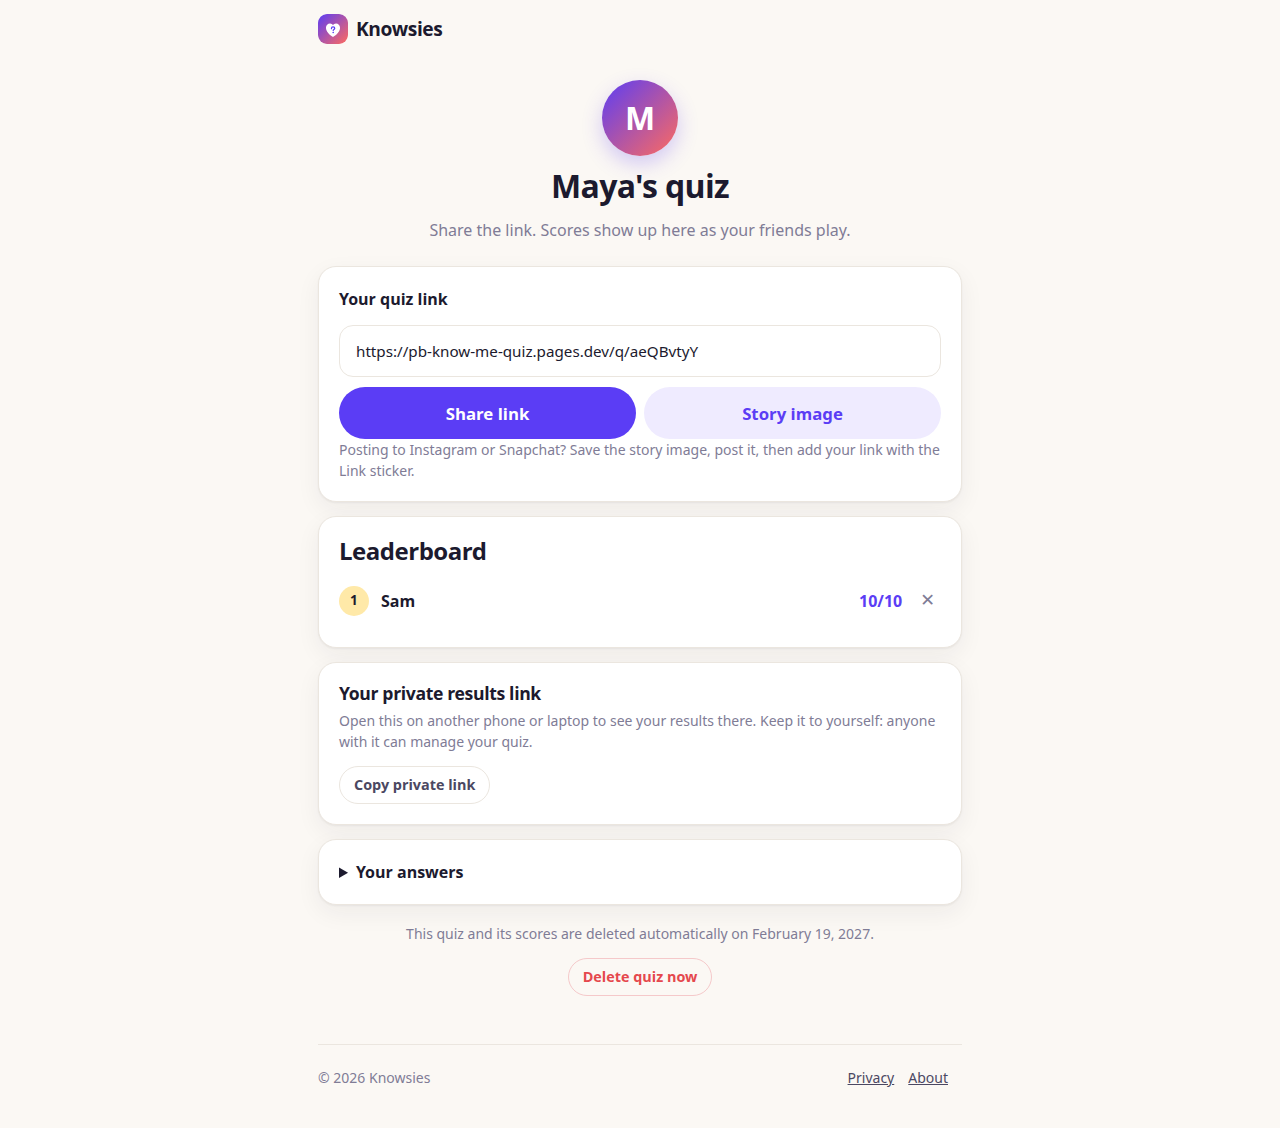 Knowsies
M
Maya's quiz
Share the link. Scores show up here as your friends play.
Your quiz link
https://pb-know-me-quiz.pages.dev/q/aeQBvtyY
Share link
Story image
Posting to Instagram or Snapchat? Save the story image, post it, then add your link with the
Link sticker.
Leaderboard
1 Sam 10/10 ✕
Your private results link
Open this on another phone or laptop to see your results there. Keep it to yourself: anyone
with it can manage your quiz.
Copy private link
Your answers
This quiz and its scores are deleted automatically on February 19, 2027.
Delete quiz now
© 2026 Knowsies
Privacy About